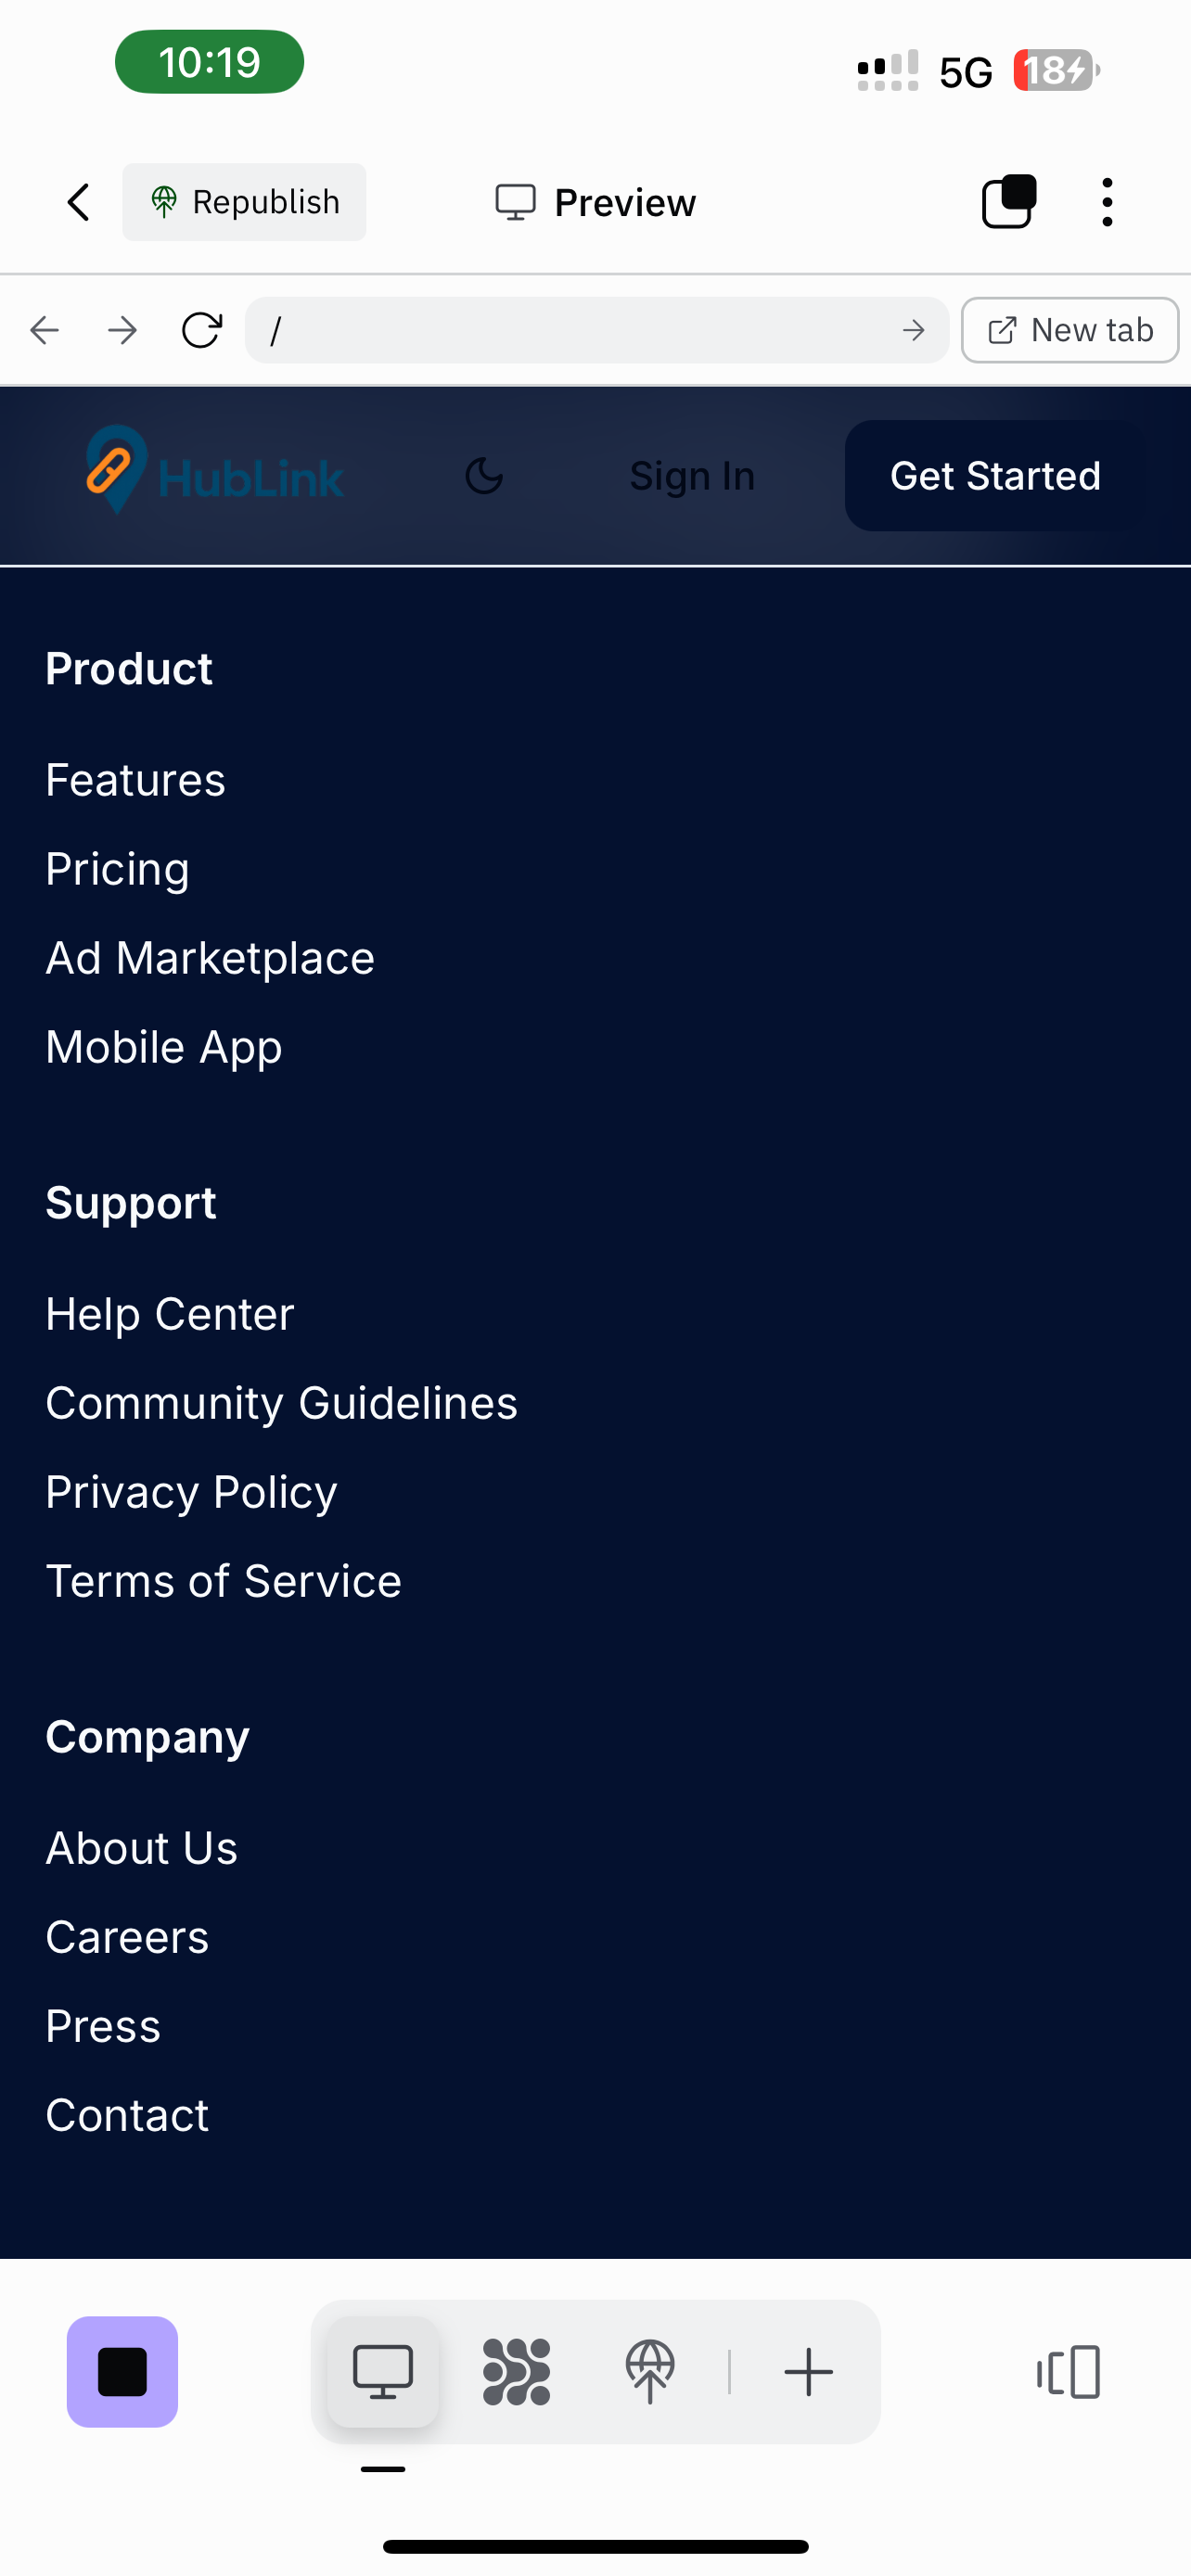 10:19
5G
18
Republish
Preview
/
New tab
HubLink
Sign In
Get Started
Product
Features
Pricing
Ad Marketplace
Mobile App
Support
Help Center
Community Guidelines
Privacy Policy
Terms of Service
Company
About Us
Careers
Press
Contact